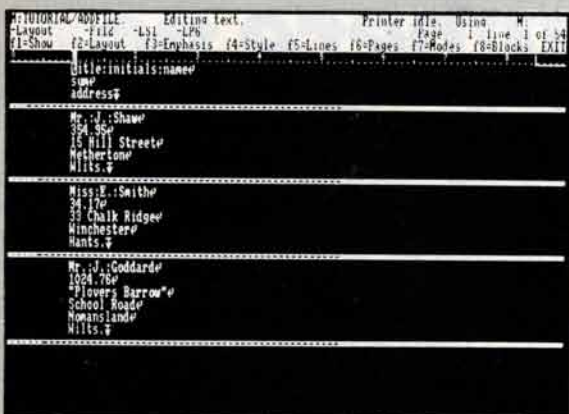 M:TUTORIAL/ADDFILE. Editing text. Printer idle. Using M:
-Layout -Pi12 -LS1 -LP6 Page 1 line 1 of 54
f1=Show f2=Layout f3=Emphasis f4=Style f5=Lines f6=Pages f7=Modes f8=Blocks EXIT
title:initials:name↵
sum↵
address
Mr.:J.:Shaw↵
354.95↵
15 Hill Street↵
Netherton↵
Wlits.
Miss:E.:Smith↵
34.17↵
33 Chalk Ridge↵
Winchester↵
Hants.
Mr.:J.:Goddard↵
1024.76↵
"Plovers Barrow"↵
School Road↵
Nomansland↵
Wilts.